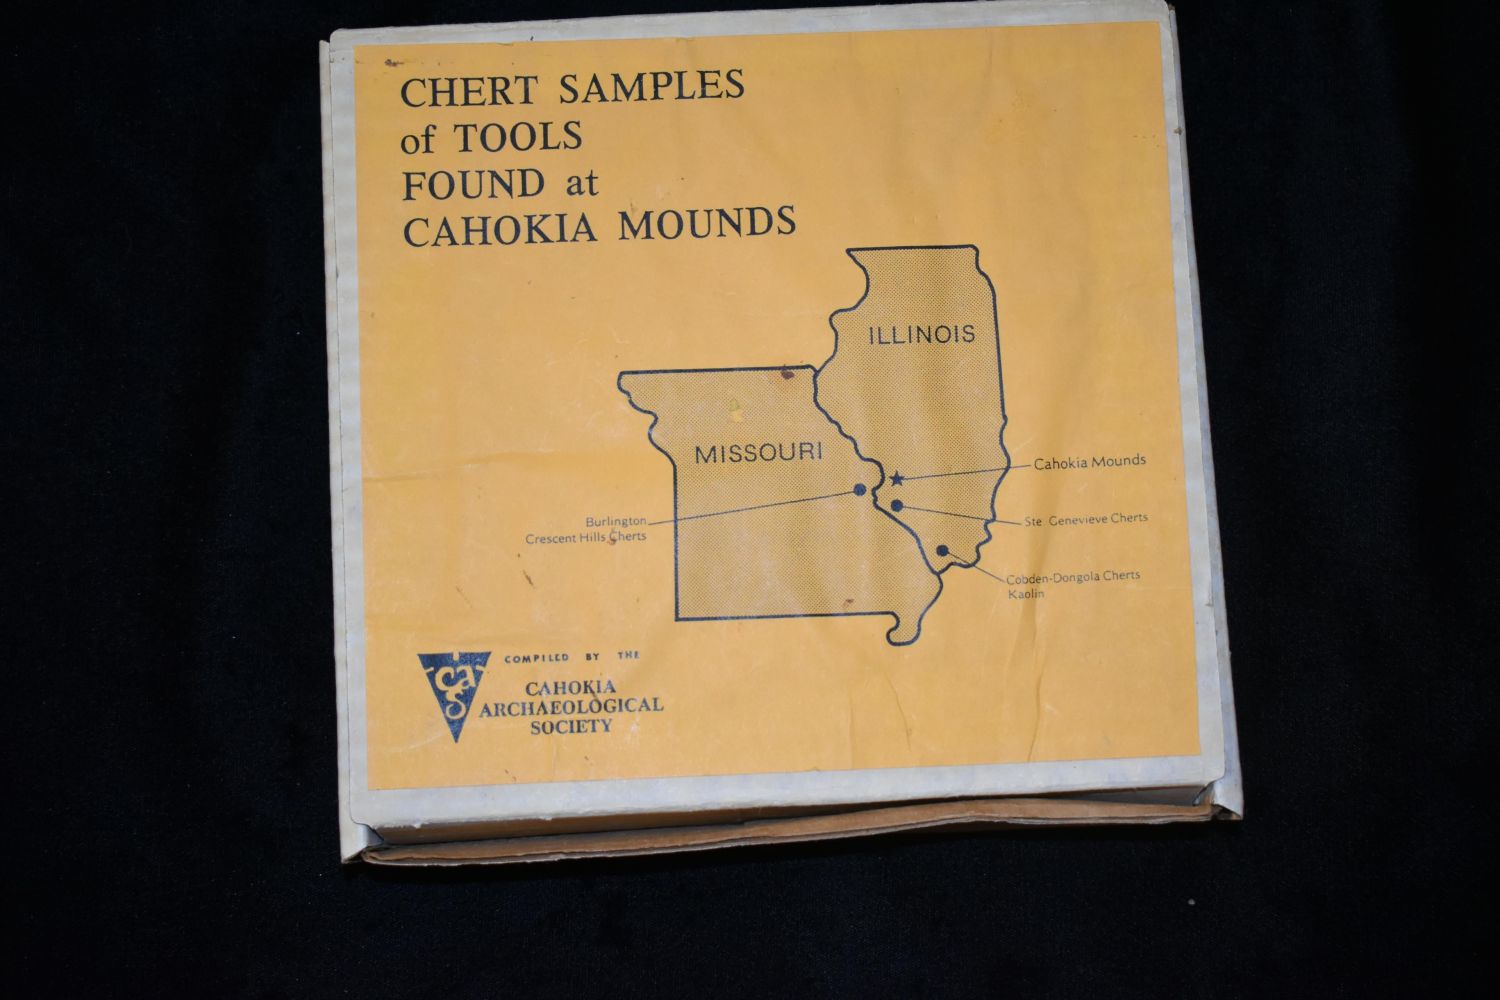 CHERT SAMPLES
of TOOLS
FOUND at
CAHOKIA MOUNDS
ILLINOIS
MISSOURI
Cahokia Mounds
Burlington
Crescent Hills Cherts
Ste Genevieve Cherts
Cobden-Dongola Cherts
Kaolin
cas
COMPILED BY THE
CAHOKIA
ARCHAEOLOGICAL
SOCIETY